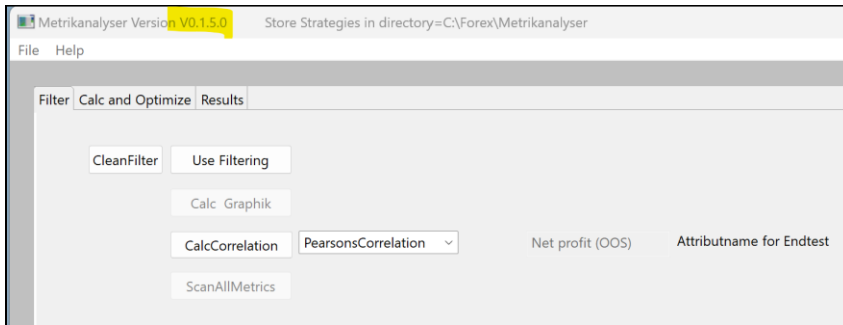 Metrikanalyser Version V0.1.5.0 Store Strategies in directory=C:\Forex\Metrikanalyser
File Help
Filter Calc and Optimize Results
CleanFilter Use Filtering
Calc Graphik
CalcCorrelation PearsonsCorrelation Net profit (OOS) Attributname for Endtest
ScanAllMetrics